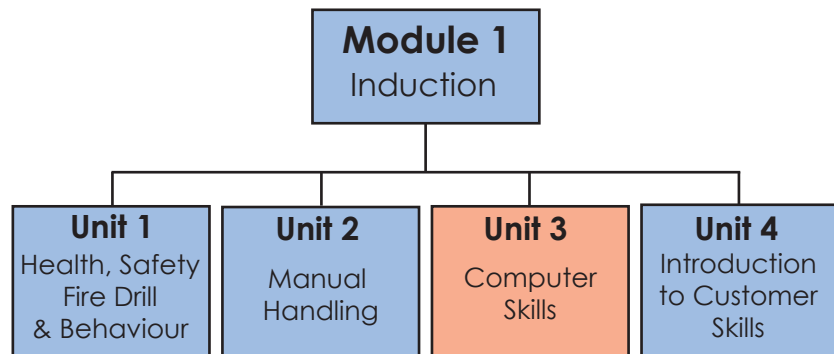 Module 1
Induction
Unit 1
Health, Safety
Fire Drill
& Behaviour
Unit 2
Manual
Handling
Unit 3
Computer
Skills
Unit 4
Introduction
to Customer
Skills